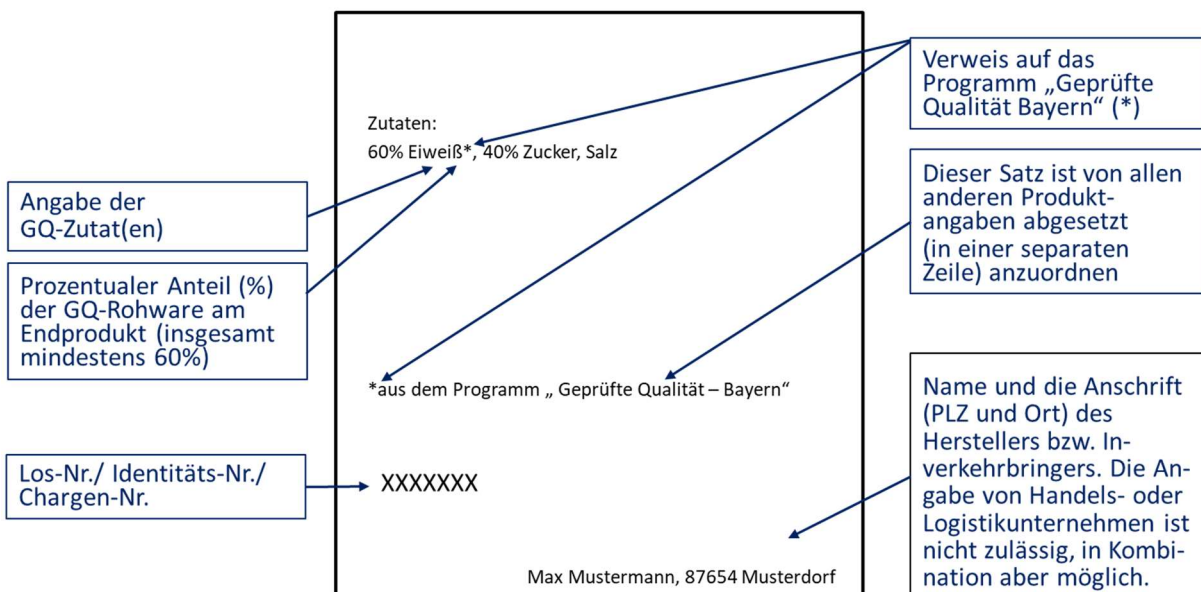 Zutaten:
60% Eiweiß*, 40% Zucker, Salz
*aus dem Programm „ Geprüfte Qualität – Bayern“
XXXXXXX
Max Mustermann, 87654 Musterdorf
Angabe der
GQ-Zutat(en)
Prozentualer Anteil (%)
der GQ-Rohware am
Endprodukt (insgesamt
mindestens 60%)
Los-Nr./ Identitäts-Nr./
Chargen-Nr.
Verweis auf das
Programm „Geprüfte
Qualität Bayern“ (*)
Dieser Satz ist von allen
anderen Produkt-
angaben abgesetzt
(in einer separaten
Zeile) anzuordnen
Name und die Anschrift
(PLZ und Ort) des
Herstellers bzw. In-
verkehrbringers. Die An-
gabe von Handels- oder
Logistikunternehmen ist
nicht zulässig, in Kombi-
nation aber möglich.